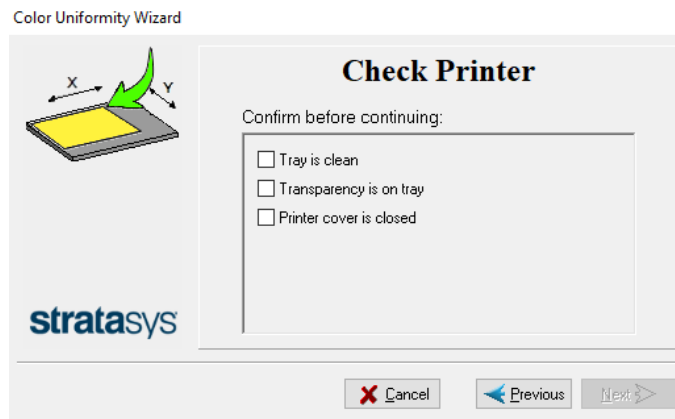 Color Uniformity Wizard
X
Y
Check Printer
Confirm before continuing:
Tray is clean
Transparency is on tray
Printer cover is closed
stratasys
Cancel
Previous
Next